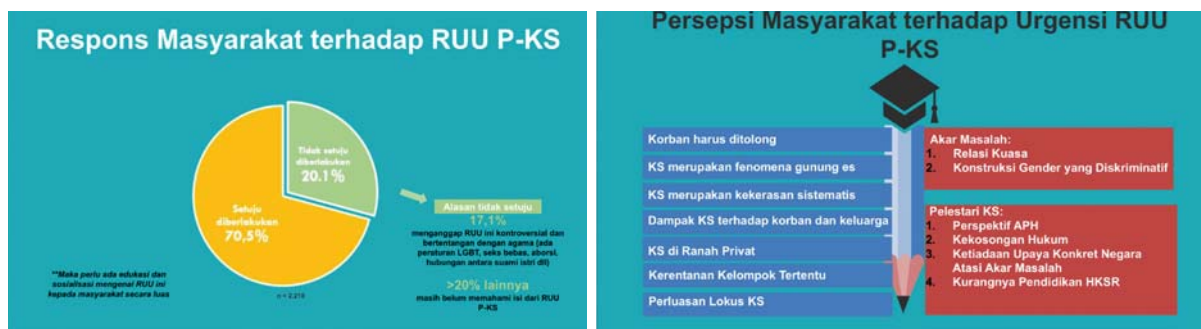 Respons Masyarakat terhadap RUU P-KS
Tidak setuju
diberlakukan
20.1%
Setuju
diberlakukan
70,5%
Alasan tidak setuju
17,1%
menganggap RUU ini kontroversial dan
bertentangan dengan agama (ada
peraturan LGBT, seks bebas, aborsi,
hubungan antara suami istri dll)
>20% lainnya
masih belum memahami isi dari RUU
P-KS
**Maka perlu ada edukasi dan
sosialisasi mengenai RUU ini
kepada masyarakat secara luas
n = 2.219
Persepsi Masyarakat terhadap Urgensi RUU
P-KS
Korban harus ditolong
KS merupakan fenomena gunung es
KS merupakan kekerasan sistematis
Dampak KS terhadap korban dan keluarga
KS di Ranah Privat
Kerentanan Kelompok Tertentu
Perluasan Lokus KS
Akar Masalah:
1. Relasi Kuasa
2. Konstruksi Gender yang Diskriminatif
Pelestari KS:
1. Perspektif APH
2. Kekosongan Hukum
3. Ketiadaan Upaya Konkret Negara
Atasi Akar Masalah
4. Kurangnya Pendidikan HKSR